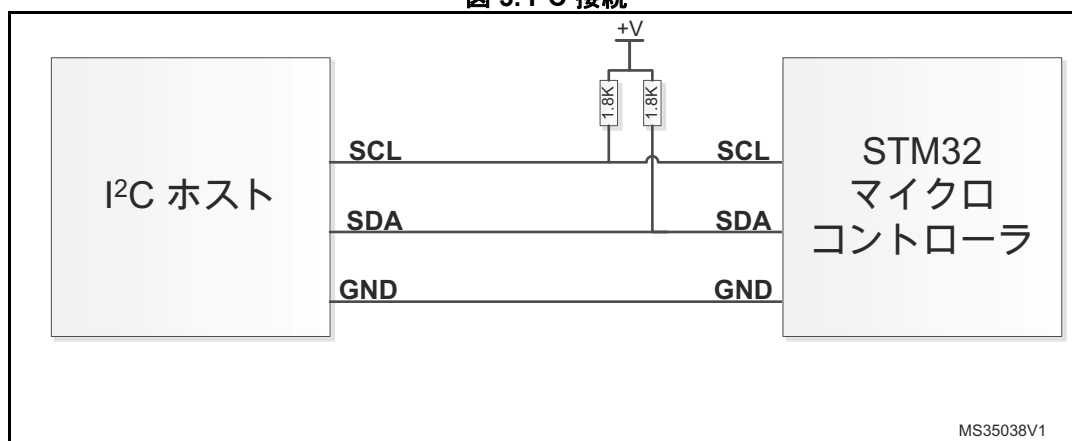 +V
1.8K
1.8K
SCL
SCL
SDA
SDA
GND
GND
I²C ホスト
STM32
マイクロ
コントローラ
MS35038V1